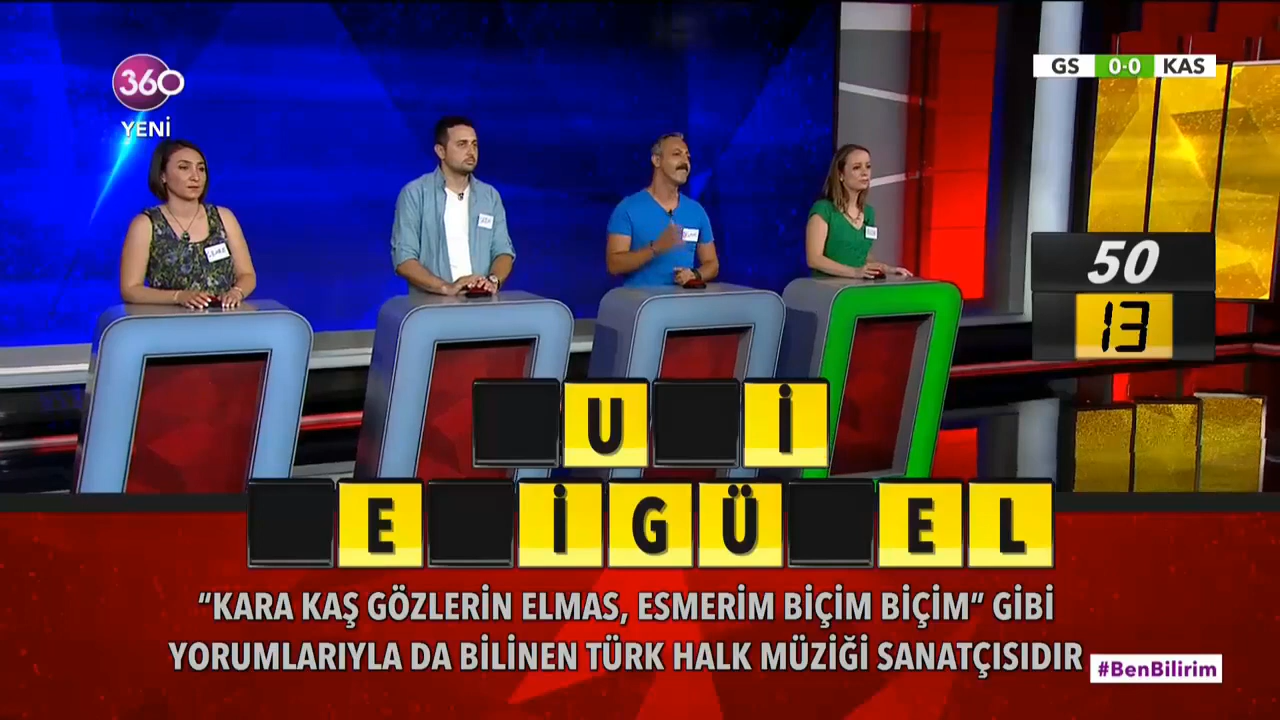 360
YENİ
GS 0-0 KAS
50
13
U İ
E İGÜ EL
"KARA KAŞ GÖZLERİN ELMAS, ESMERİM BİÇİM BİÇİM" GİBİ
YORUMLARIYLA DA BİLİNEN TÜRK HALK MÜZİĞİ SANATÇISIDIR
#BenBilirim